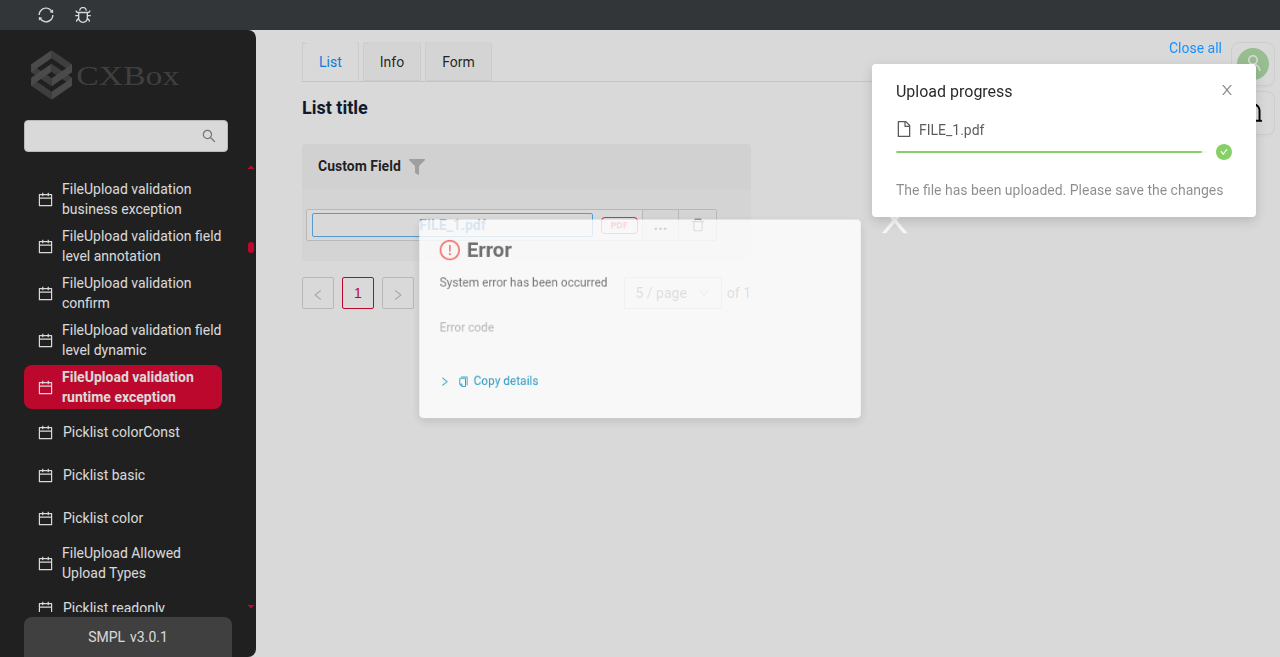 CXBox
FileUpload validation
business exception
FileUpload validation field
level annotation
FileUpload validation
confirm
FileUpload validation field
level dynamic
FileUpload validation
runtime exception
Picklist colorConst
Picklist basic
Picklist color
FileUpload Allowed
Upload Types
Picklist readonly
SMPL v3.0.1
List
Info
Form
List title
Custom Field
FILE_1.pdf
PDF
...
1
5 / page
of 1
Error
System error has been occurred
Error code
Copy details
Close all
Upload progress
FILE_1.pdf
The file has been uploaded. Please save the changes